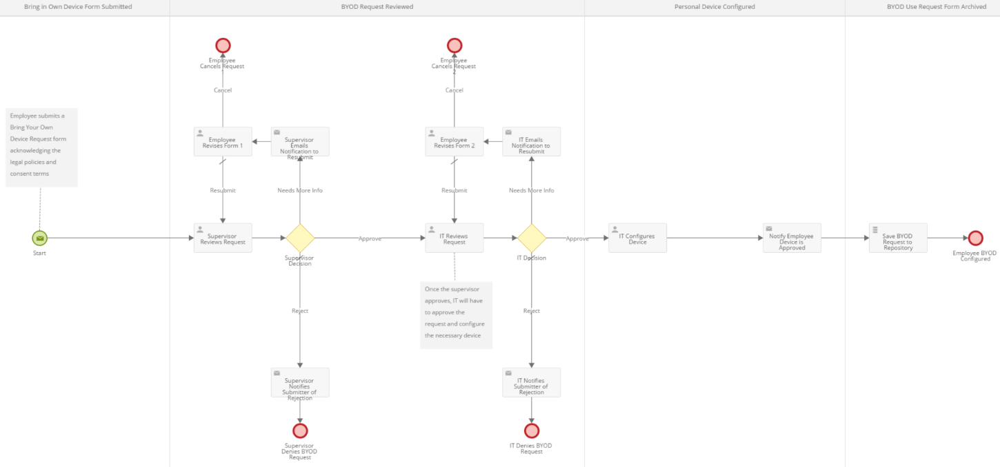 Bring in Own Device Form Submitted
BYOD Request Reviewed
Personal Device Configured
BYOD Use Request Form Archived
Employee submits a
Bring Your Own
Device Request form
acknowledging the
legal policies and
consent terms
Start
Employee
Cancels Request
1
Cancel
Employee
Revises Form 1
Supervisor
Emails
Notification to
Resubmit
Resubmit
Needs More Info
Supervisor
Reviews Request
Supervisor
Decision
Approve
Reject
Supervisor
Notifies
Submitter of
Rejection
Supervisor
Denies BYOD
Request
Employee
Cancels Request
2
Cancel
Employee
Revises Form 2
IT Emails
Notification to
Resubmit
Resubmit
Needs More Info
IT Reviews
Request
IT Decision
Approve
Once the supervisor
approves, IT will have
to approve the
request and configure
the necessary device
Reject
IT Notifies
Submitter of
Rejection
IT Denies BYOD
Request
IT Configures
Device
Notify Employee
Device is
Approved
Save BYOD
Request to
Repository
Employee BYOD
Configured